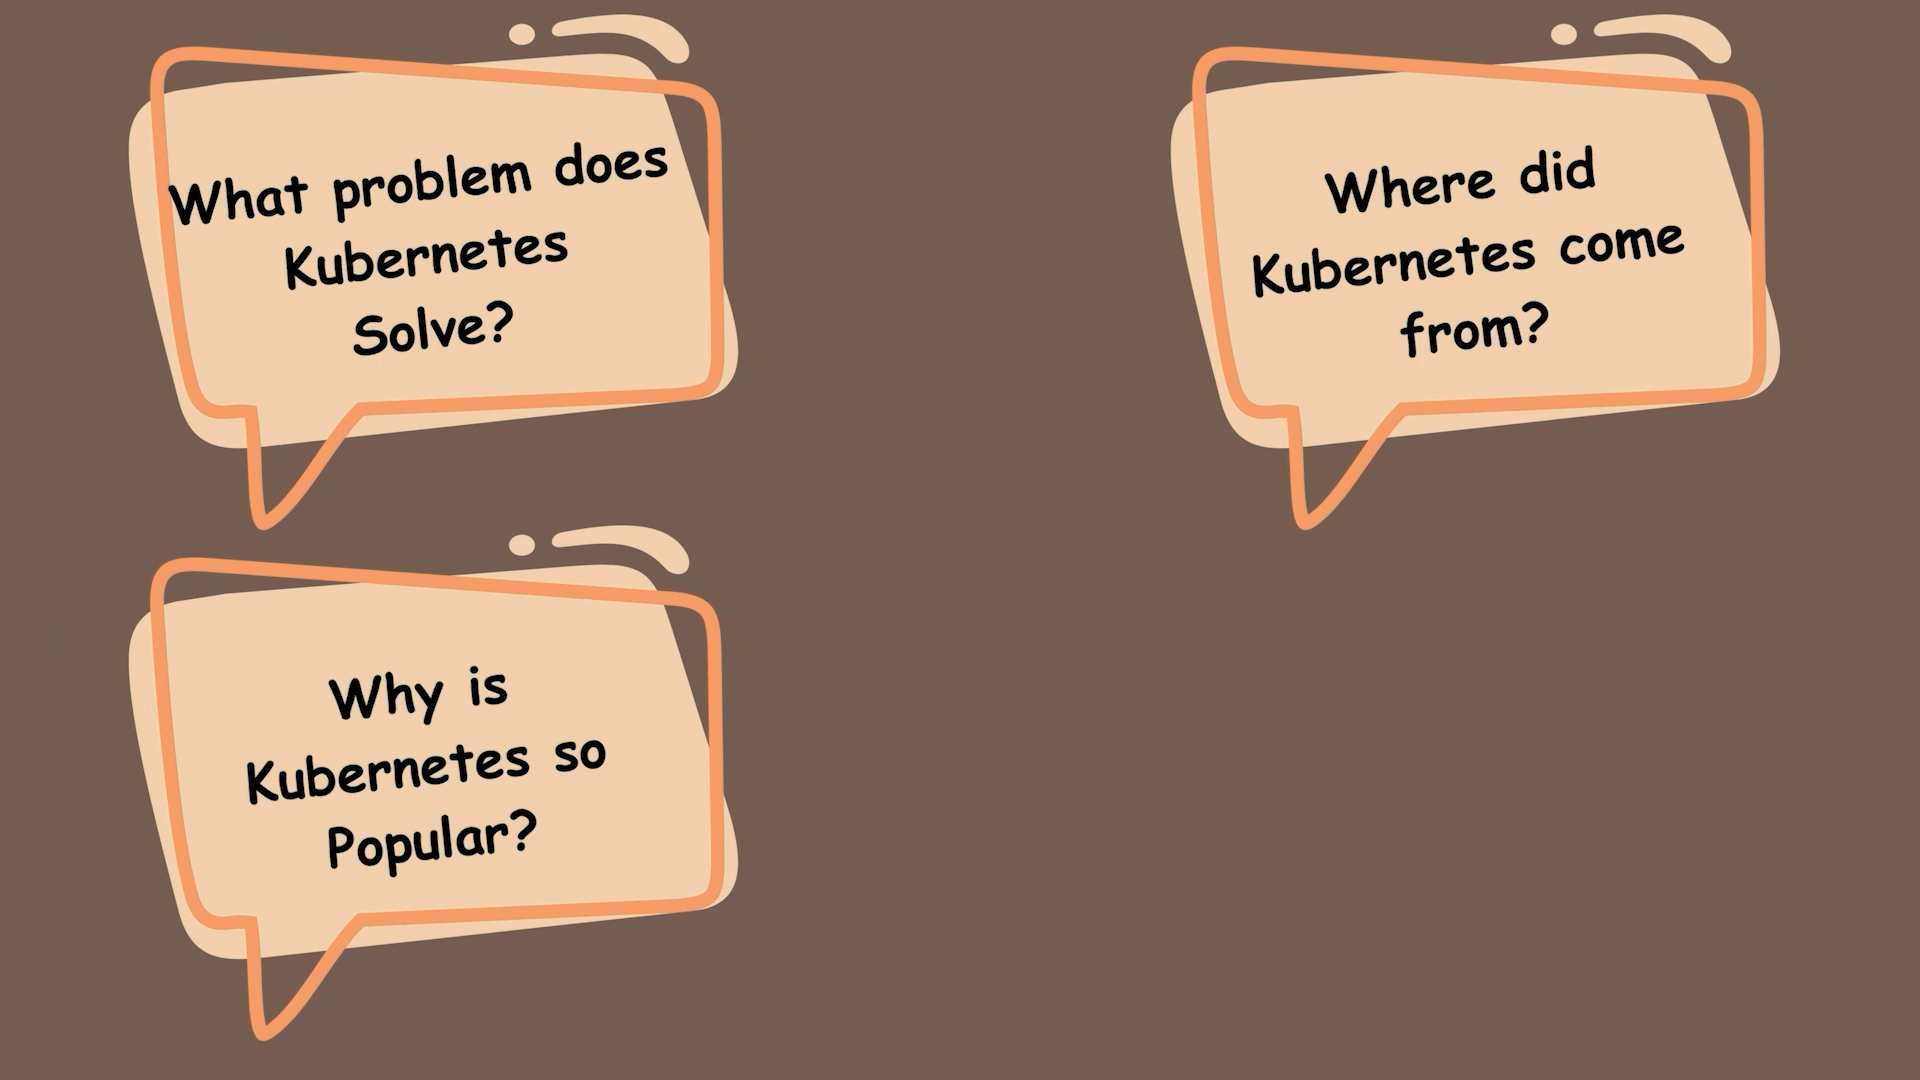 What problem does
Kubernetes
Solve?
Where did
Kubernetes come
from?
Why is
Kubernetes so
Popular?